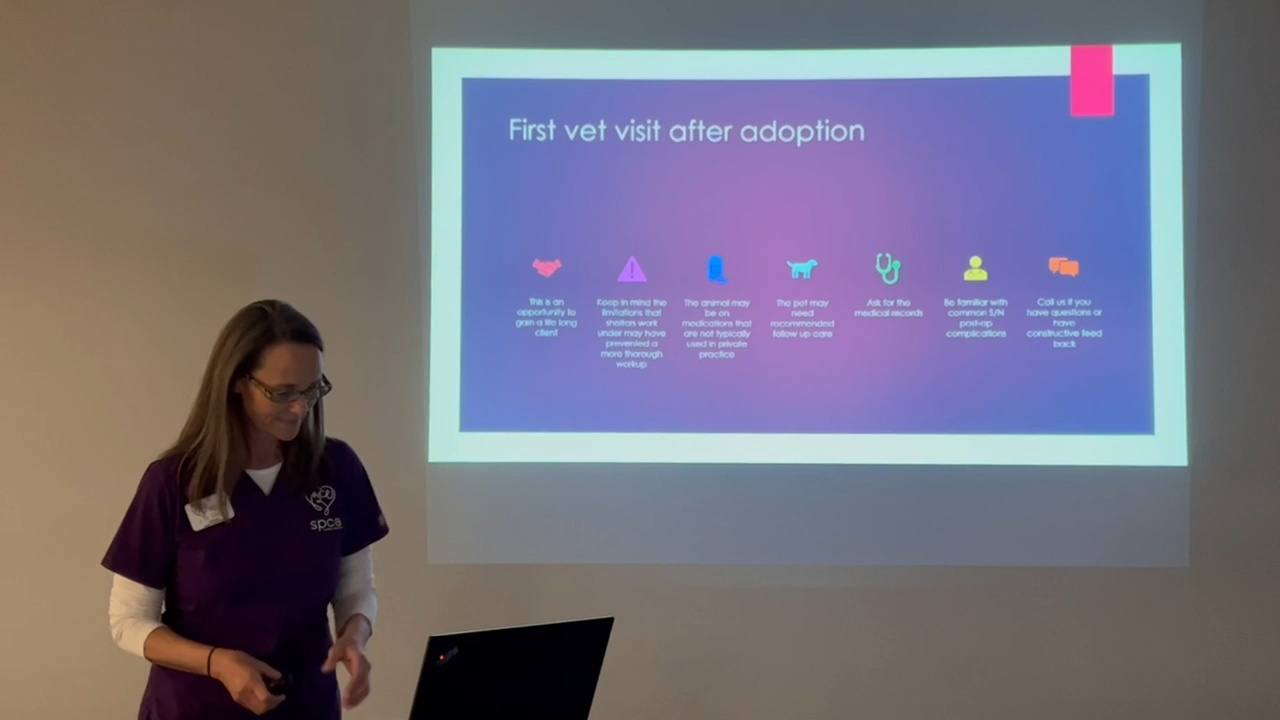 First vet visit after adoption
This is an
opportunity to
gain a life long
client
Keep in mind the
limitations that
shelters work
under may have
prevented a
more thorough
workup
The animal may
be on
medications that
are not typically
used in private
practice
The pet may
need
recommended
follow up care
Ask for the
medical records
Be familiar with
common S/N
post-op
complications
Call us if you
have questions or
have
constructive feed
back
spca